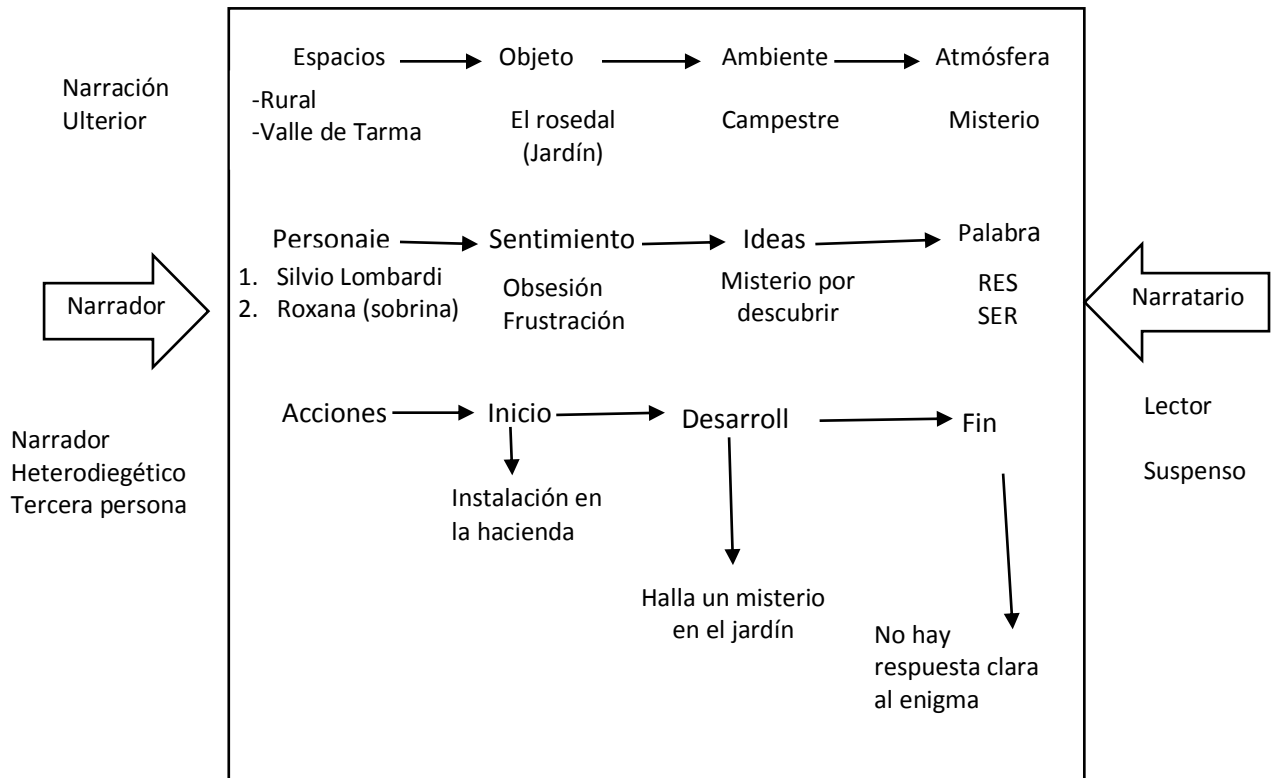 Espacios Objeto Ambiente Atmósfera
Narración
Ulterior
-Rural
-Valle de Tarma
El rosedal
(Jardín)
Campestre
Misterio
Personaie Sentimiento Ideas Palabra
1. Silvio Lombardi
2. Roxana (sobrina)
Obsesión
Frustración
Misterio por
descubrir
RES
SER
Narrador
Narratario
Acciones Inicio Desarroll Fin
Lector
Suspenso
Narrador
Heterodiegético
Tercera persona
Instalación en
la hacienda
Halla un misterio
en el jardín
No hay
respuesta clara
al enigma